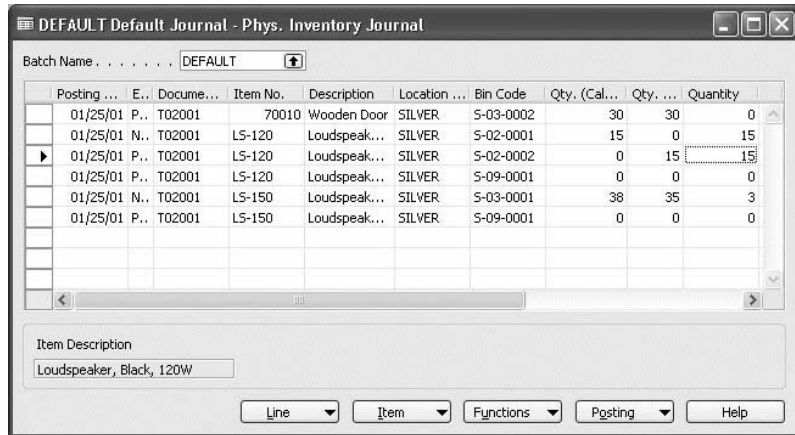 DEFAULT Default Journal - Phys. Inventory Journal
Batch Name . . . . . . . DEFAULT
Posting ... E.. Docume... Item No. Description Location ... Bin Code Qty. (Cal... Qty. ... Quantity
01/25/01 P.. T02001 70010 Wooden Door SILVER S-03-0002 30 30 0
01/25/01 N.. T02001 LS-120 Loudspeak... SILVER S-02-0001 15 0 15
01/25/01 P.. T02001 LS-120 Loudspeak... SILVER S-02-0002 0 15 15
01/25/01 P.. T02001 LS-120 Loudspeak... SILVER S-09-0001 0 0 0
01/25/01 N.. T02001 LS-150 Loudspeak... SILVER S-03-0001 38 35 3
01/25/01 P.. T02001 LS-150 Loudspeak... SILVER S-09-0001 0 0 0
Item Description
Loudspeaker, Black, 120W
Line Item Functions Posting Help